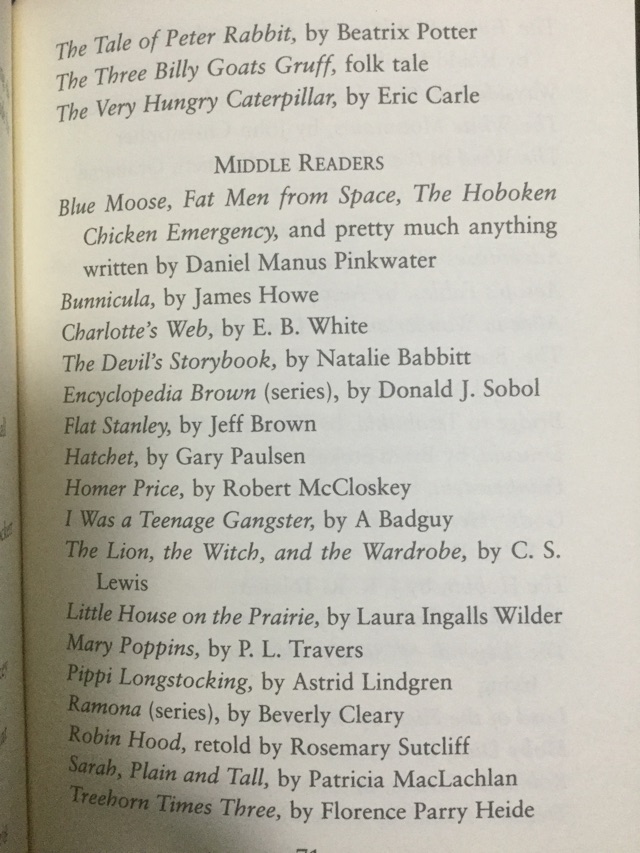 The Tale of Peter Rabbit, by Beatrix Potter
The Three Billy Goats Gruff, folk tale
The Very Hungry Caterpillar, by Eric Carle
MIDDLE READERS
Blue Moose, Fat Men from Space, The Hoboken
Chicken Emergency, and pretty much anything
written by Daniel Manus Pinkwater
Bunnicula, by James Howe
Charlotte's Web, by E. B. White
The Devil's Storybook, by Natalie Babbitt
Encyclopedia Brown (series), by Donald J. Sobol
Flat Stanley, by Jeff Brown
Hatchet, by Gary Paulsen
Homer Price, by Robert McCloskey
I Was a Teenage Gangster, by A Badguy
The Lion, the Witch, and the Wardrobe, by C. S.
Lewis
Little House on the Prairie, by Laura Ingalls Wilder
Mary Poppins, by P. L. Travers
Pippi Longstocking, by Astrid Lindgren
Ramona (series), by Beverly Cleary
Robin Hood, retold by Rosemary Sutcliff
Sarah, Plain and Tall, by Patricia MacLachlan
Treehorn Times Three, by Florence Parry Heide